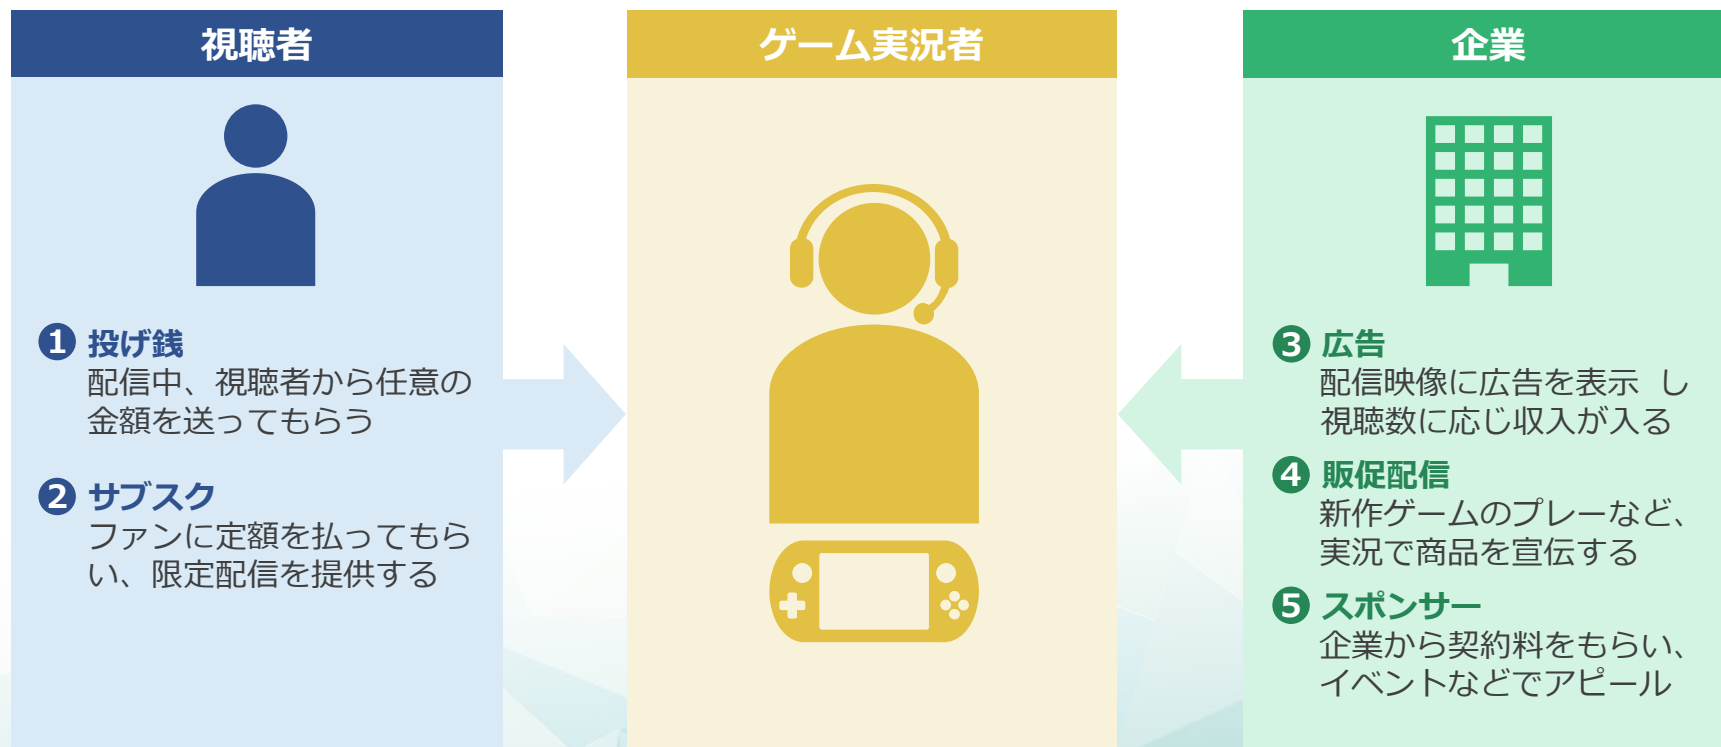 視聴者
❶ 投げ銭
配信中、視聴者から任意の
金額を送ってもらう
❷ サブスク
ファンに定額を払ってもら
い、限定配信を提供する
ゲーム実況者
企業
❸ 広告
配信映像に広告を表示 し
視聴数に応じ収入が入る
❹ 販促配信
新作ゲームのプレーなど、
実況で商品を宣伝する
❺ スポンサー
企業から契約料をもらい、
イベントなどでアピール